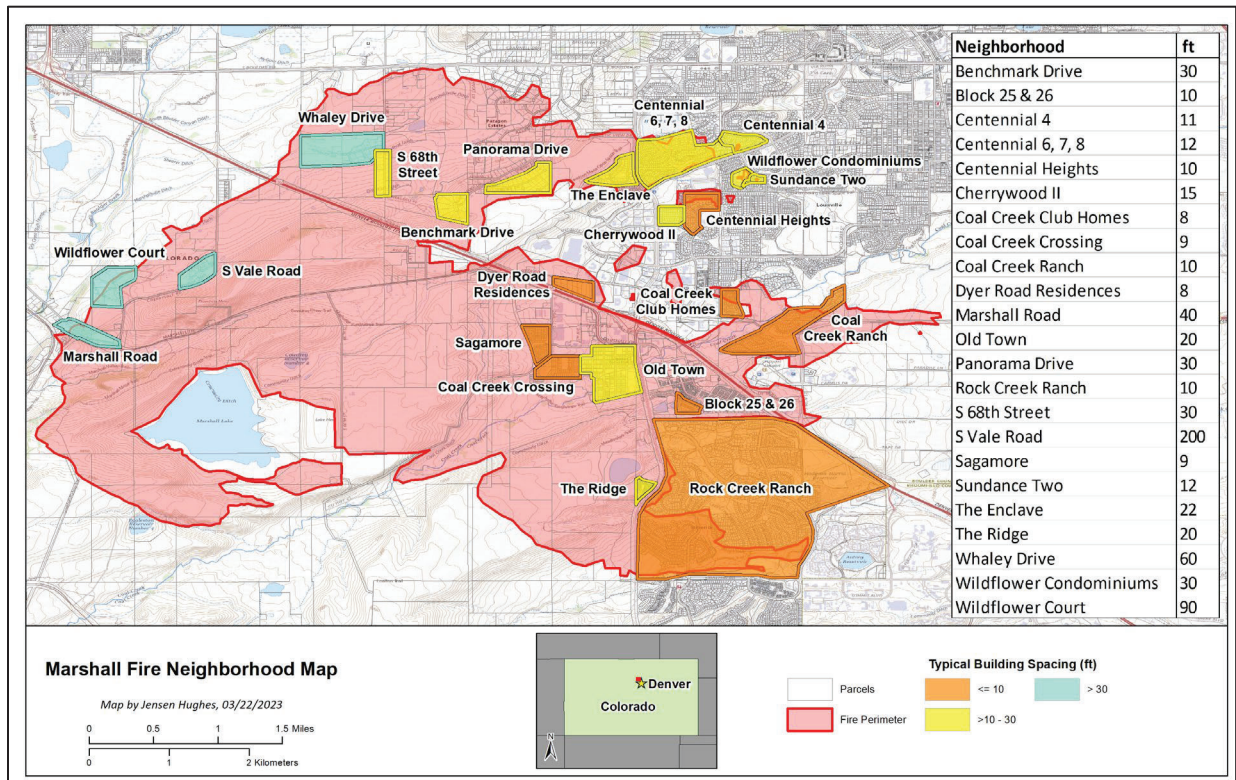 Whaley Drive
S 68th
Street
Panorama Drive
Centennial
6, 7, 8
Centennial 4
Wildflower Condominiums
Sundance Two
The Enclave
Centennial Heights
Cherrywood II
Benchmark Drive
Wildflower Court
S Vale Road
Marshall Road
Dyer Road
Residences
Coal Creek
Club Homes
Coal
Creek Ranch
Sagamore
Coal Creek Crossing
Old Town
Block 25 & 26
The Ridge
Rock Creek Ranch
Marshall Lake
Louisville
Neighborhood ft
Benchmark Drive 30
Block 25 & 26 10
Centennial 4 11
Centennial 6, 7, 8 12
Centennial Heights 10
Cherrywood II 15
Coal Creek Club Homes 8
Coal Creek Crossing 9
Coal Creek Ranch 10
Dyer Road Residences 8
Marshall Road 40
Old Town 20
Panorama Drive 30
Rock Creek Ranch 10
S 68th Street 30
S Vale Road 200
Sagamore 9
Sundance Two 12
The Enclave 22
The Ridge 20
Whaley Drive 60
Wildflower Condominiums 30
Wildflower Court 90
Marshall Fire Neighborhood Map
Map by Jensen Hughes, 03/22/2023
0 0.5 1 1.5 Miles
0 1 2 Kilometers
N
Denver
Colorado
Typical Building Spacing (ft)
Parcels
Fire Perimeter
<= 10
>10 - 30
> 30